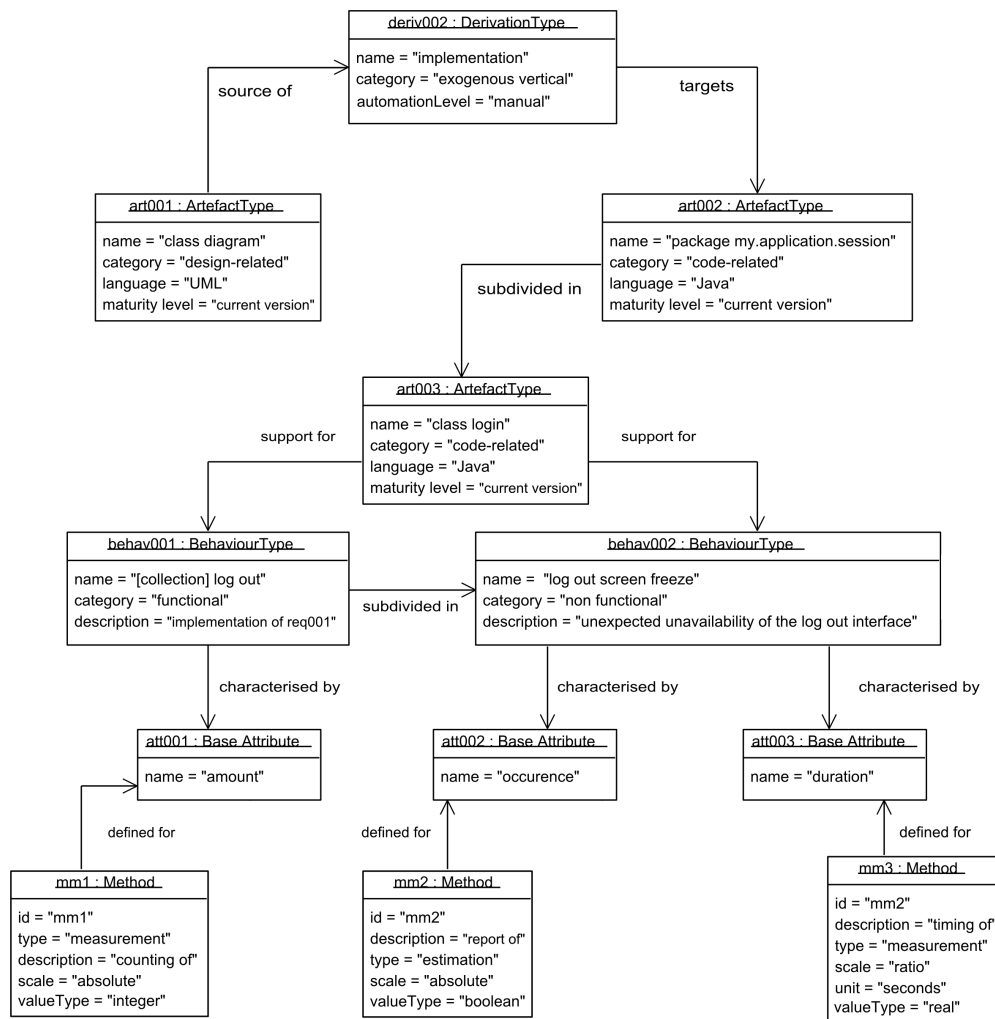 deriv002 : DerivationType
name = "implementation"
category = "exogenous vertical"
automationLevel = "manual"
source of
targets
art001 : ArtefactType
name = "class diagram"
category = "design-related"
language = "UML"
maturity level = "current version"
art002 : ArtefactType
name = "package my.application.session"
category = "code-related"
language = "Java"
maturity level = "current version"
subdivided in
art003 : ArtefactType
name = "class login"
category = "code-related"
language = "Java"
maturity level = "current version"
support for
support for
behav001 : BehaviourType
name = "[collection] log out"
category = "functional"
description = "implementation of req001"
subdivided in
behav002 : BehaviourType
name =  "log out screen freeze"
category = "non functional"
description = "unexpected unavailability of the log out interface"
characterised by
characterised by
characterised by
att001 : Base Attribute
name = "amount"
att002 : Base Attribute
name = "occurence"
att003 : Base Attribute
name = "duration"
defined for
defined for
defined for
mm1 : Method
id = "mm1"
type = "measurement"
description = "counting of"
scale = "absolute"
valueType = "integer"
mm2 : Method
id = "mm2"
description = "report of"
type = "estimation"
scale = "absolute"
valueType = "boolean"
mm3 : Method
id = "mm2"
description = "timing of"
type = "measurement"
scale = "ratio"
unit = "seconds"
valueType = "real"